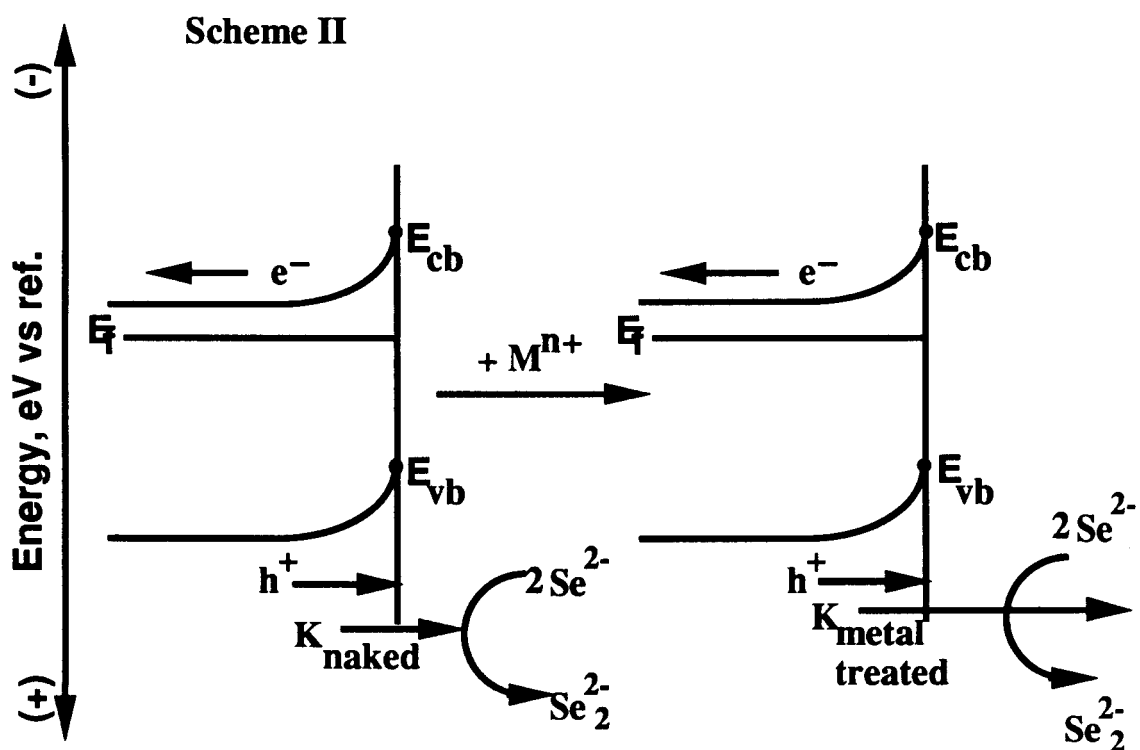 Scheme II
(-)
Energy, eV vs ref.
(+)
E_cb
e⁻
E_f
E_vb
h⁺
K_naked
2 Se²⁻
Se₂²⁻
+ Mⁿ⁺
E_cb
e⁻
E_f
E_vb
h⁺
K_metal
treated
2 Se²⁻
Se₂²⁻